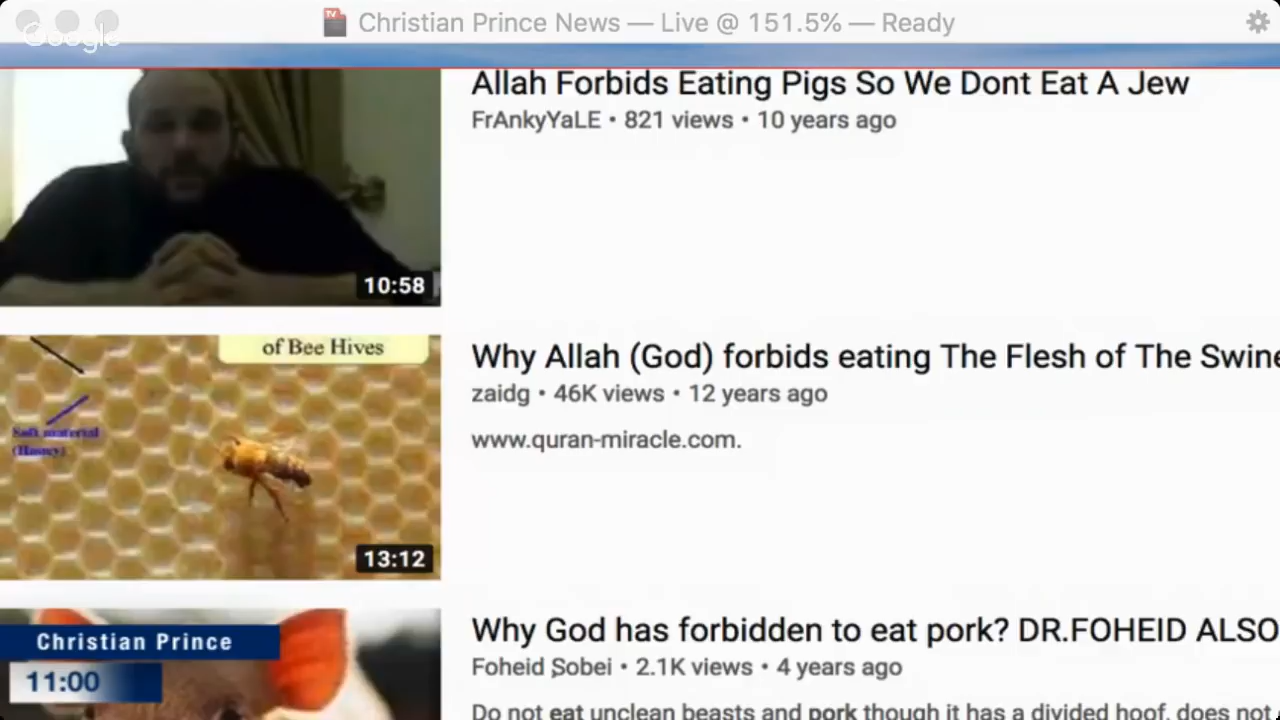 Christian Prince News — Live @ 151.5% — Ready
Google
Allah Forbids Eating Pigs So We Dont Eat A Jew
FrAnkyYaLE • 821 views • 10 years ago
10:58
of Bee Hives
Soft material
(Honey)
13:12
Why Allah (God) forbids eating The Flesh of The Swine
zaidg • 46K views • 12 years ago
www.quran-miracle.com.
Christian Prince
11:00
Why God has forbidden to eat pork? DR.FOHEID ALSO
Foheid Sobei • 2.1K views • 4 years ago
Do not eat unclean beasts and pork though it has a divided hoof, does not